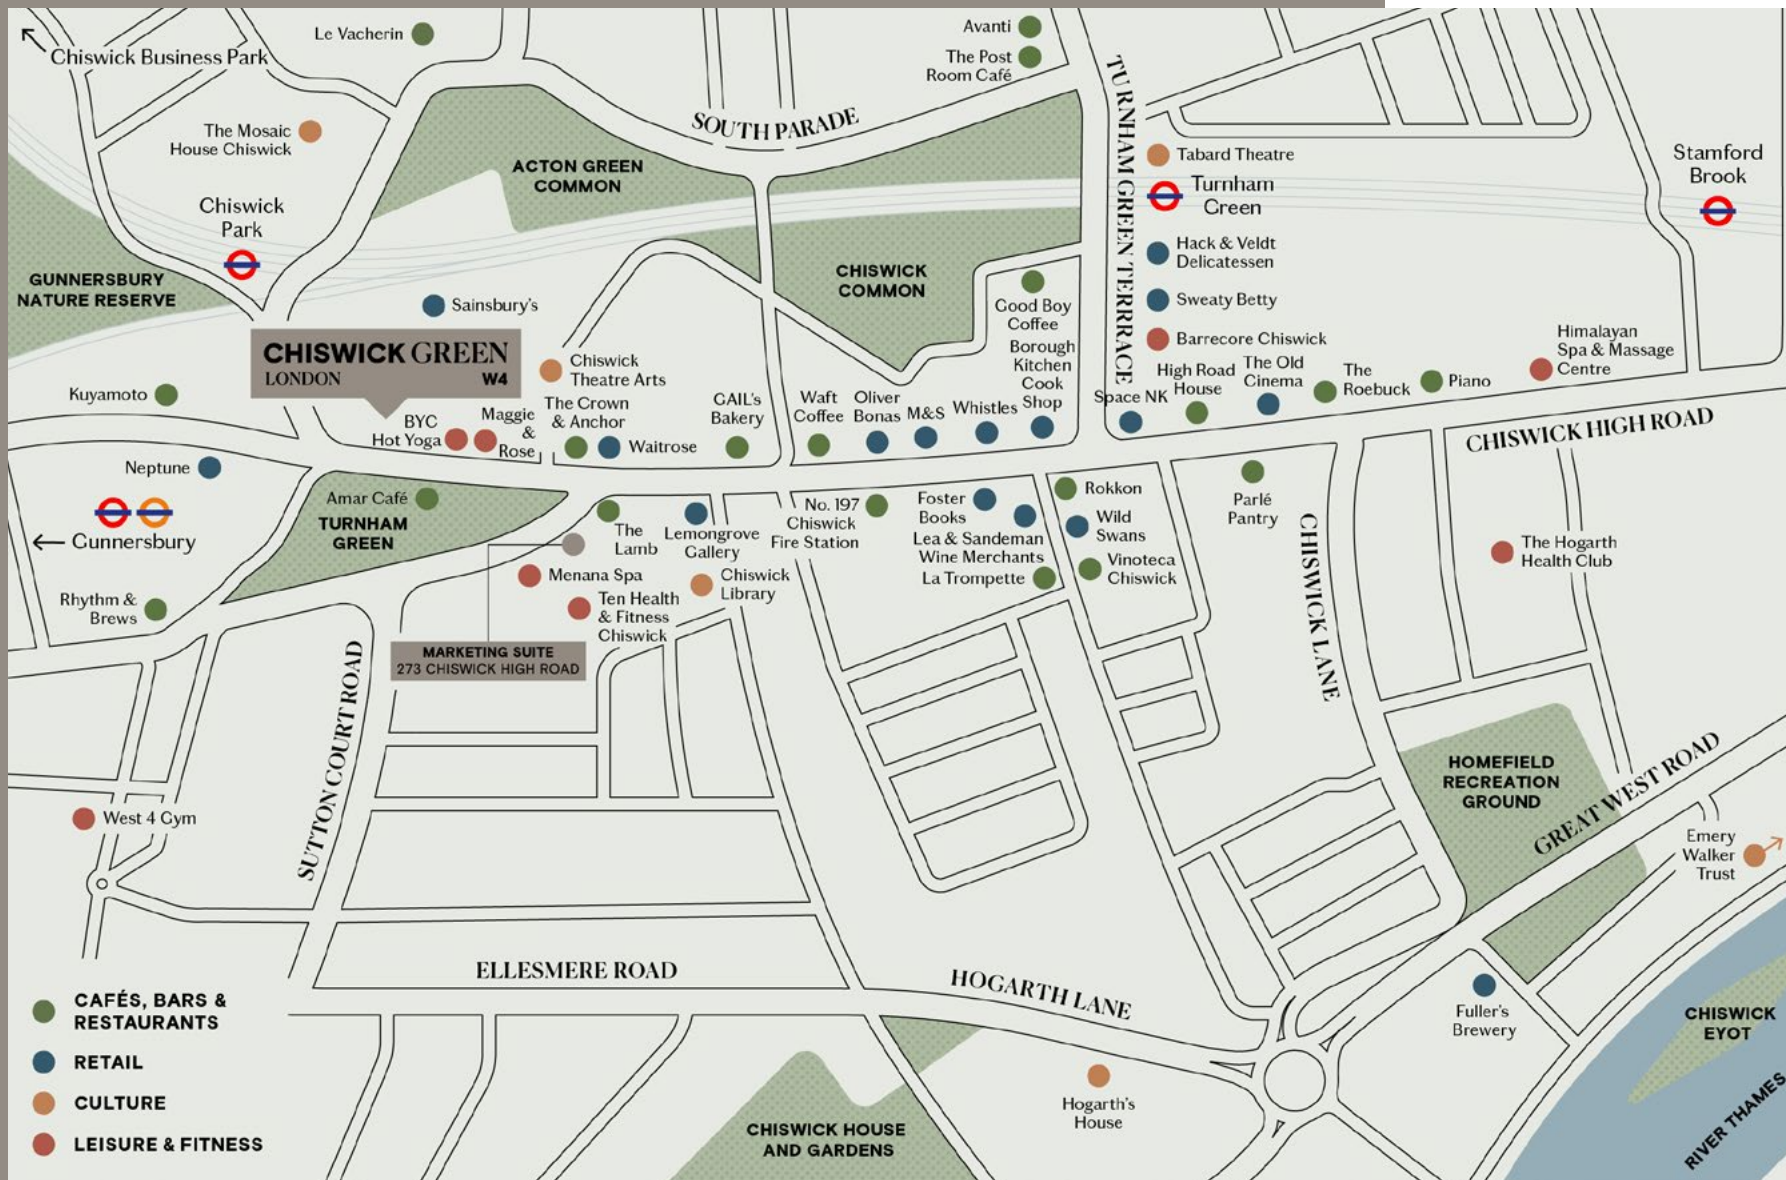 Chiswick Business Park
Le Vacherin
Avanti
The Post
Room Café
The Mosaic
House Chiswick
SOUTH PARADE
TURNHAM GREEN TERRRACE
Tabard Theatre
Turnham
Green
Stamford
Brook
ACTON GREEN
COMMON
Chiswick
Park
Hack & Veldt
Delicatessen
GUNNERSBURY
NATURE RESERVE
CHISWICK
COMMON
Sainsbury's
Good Boy
Coffee
Sweaty Betty
Barrecore Chiswick
Himalayan
Spa & Massage
Centre
CHISWICK GREEN
LONDON
W4
Chiswick
Theatre Arts
Borough
Kitchen
Cook
Shop
High Road
House
The Old
Cinema
The
Roebuck
Piano
Kuyamoto
BYC
Hot Yoga
Maggie
&
Rose
The Crown
& Anchor
Waitrose
GAIL's
Bakery
Waft
Coffee
Oliver
Bonas
M&S
Whistles
Space NK
CHISWICK HIGH ROAD
Neptune
Gunnersbury
Amar Café
TURNHAM
GREEN
The
Lamb
Lemongrove
Gallery
No. 197
Chiswick
Fire Station
Foster
Books
Lea & Sandeman
Wine Merchants
La Trompette
Rokkon
Wild
Swans
Vinoteca
Chiswick
Parlé
Pantry
CHISWICK LANE
The Hogarth
Health Club
Menana Spa
Chiswick
Library
Ten Health
& Fitness
Chiswick
Rhythm &
Brews
MARKETING SUITE
273 CHISWICK HIGH ROAD
SUTTON COURT ROAD
West 4 Gym
HOMEFIELD
RECREATION
GROUND
GREAT WEST ROAD
Emery
Walker
Trust
ELLESMERE ROAD
HOGARTH LANE
Fuller's
Brewery
CHISWICK
EYOT
RIVER THAMES
Hogarth's
House
CHISWICK HOUSE
AND GARDENS
CAFÉS, BARS &
RESTAURANTS
RETAIL
CULTURE
LEISURE & FITNESS